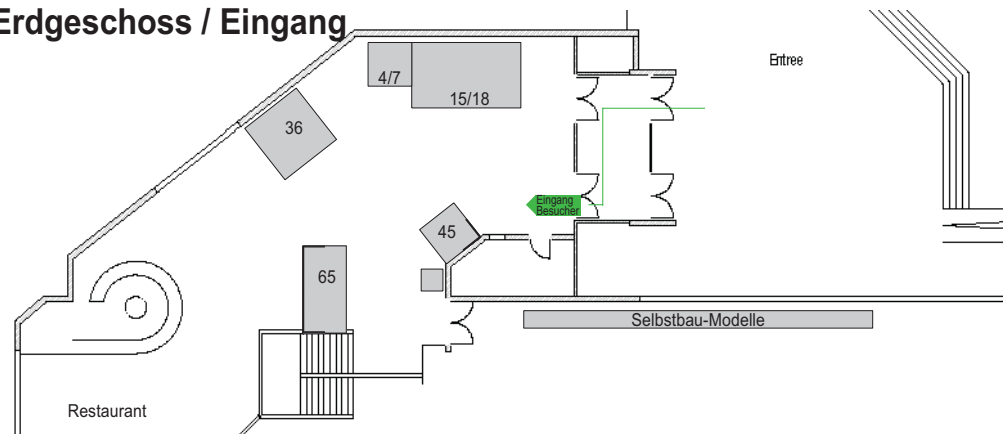 Erdgeschoss / Eingang
Entree
4/7
15/18
36
Eingang
Besucher
45
65
Selbstbau-Modelle
Restaurant